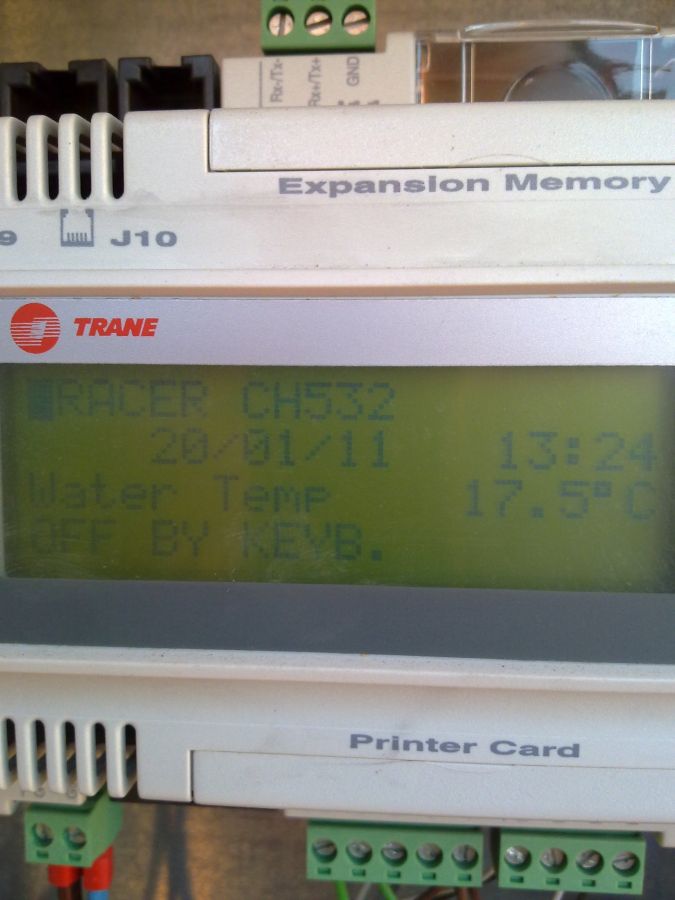 Rx-/Tx-
Rx+/Tx+
GND
Expansion Memory
9 J10
TRANE
RACER CH532
20/01/11 13:24
Water Temp 17.5°C
OFF BY KEYB.
Printer Card